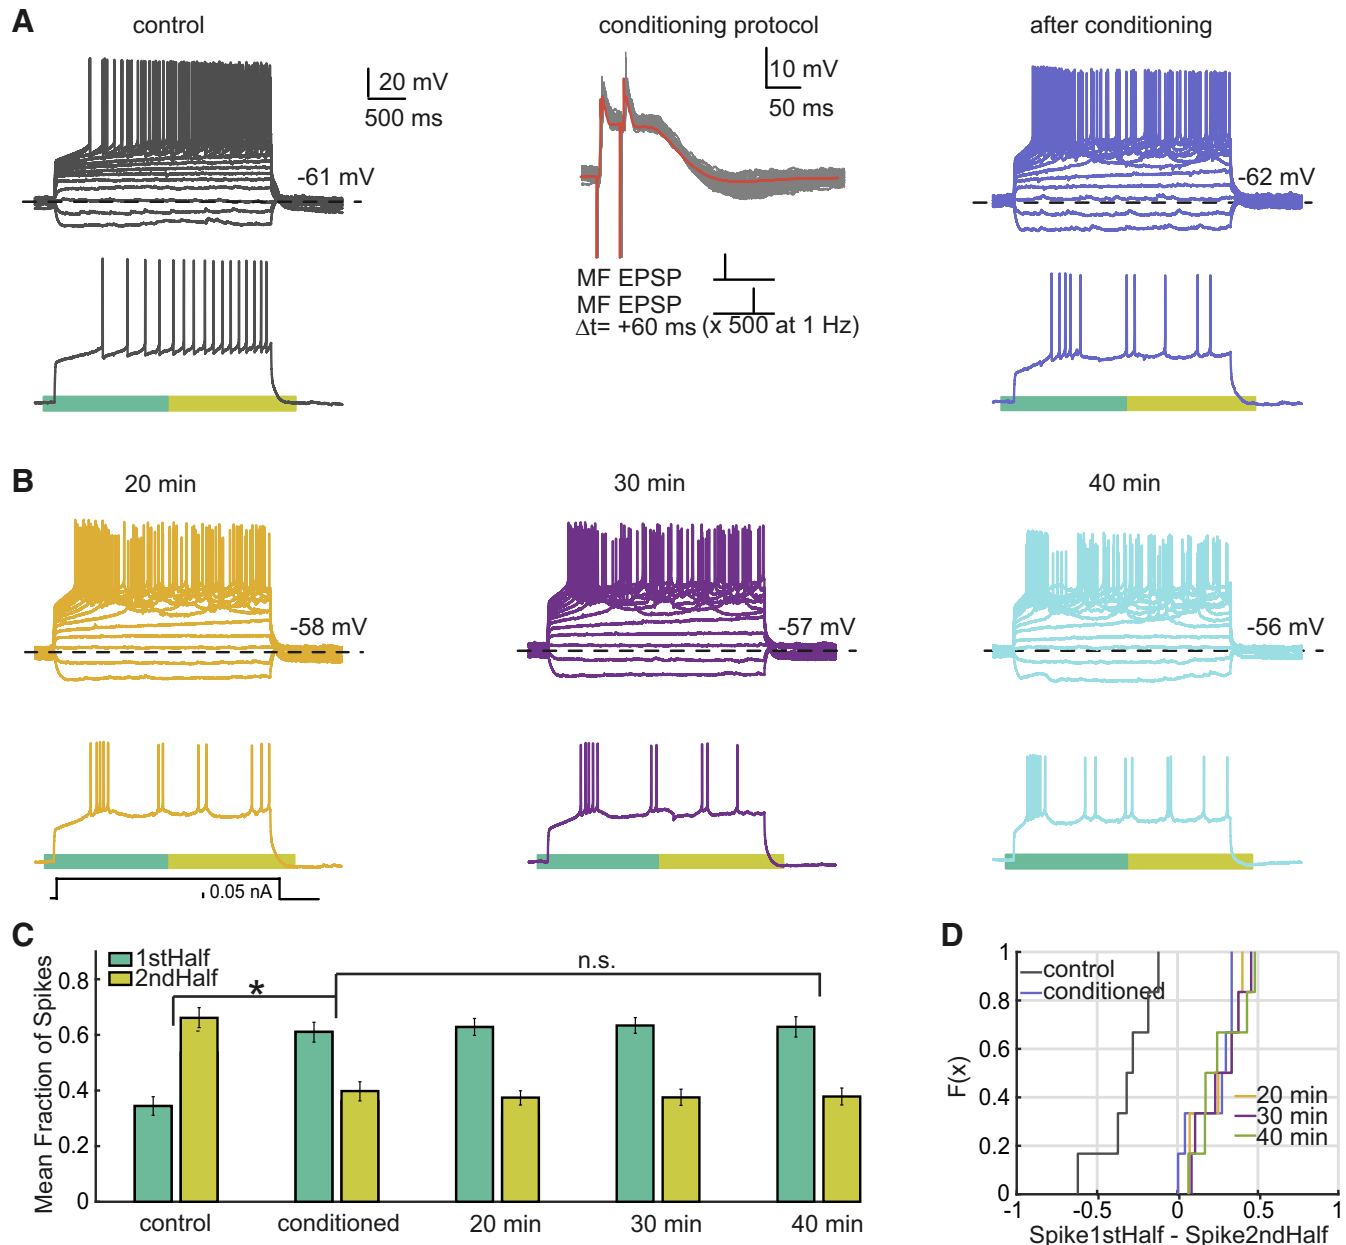 A
control
conditioning protocol
after conditioning
20 mV
500 ms
10 mV
50 ms
-61 mV
-62 mV
MF EPSP
MF EPSP
Δt= +60 ms (x 500 at 1 Hz)
B
20 min
30 min
40 min
-58 mV
-57 mV
-56 mV
0.05 nA
C
1stHalf
2ndHalf
*
n.s.
Mean Fraction of Spikes
0.8
0.6
0.4
0.2
0
control
conditioned
20 min
30 min
40 min
D
control
conditioned
20 min
30 min
40 min
F(x)
1
0.8
0.6
0.4
0.2
0
-1
-0.5
0
0.5
1
Spike1stHalf - Spike2ndHalf